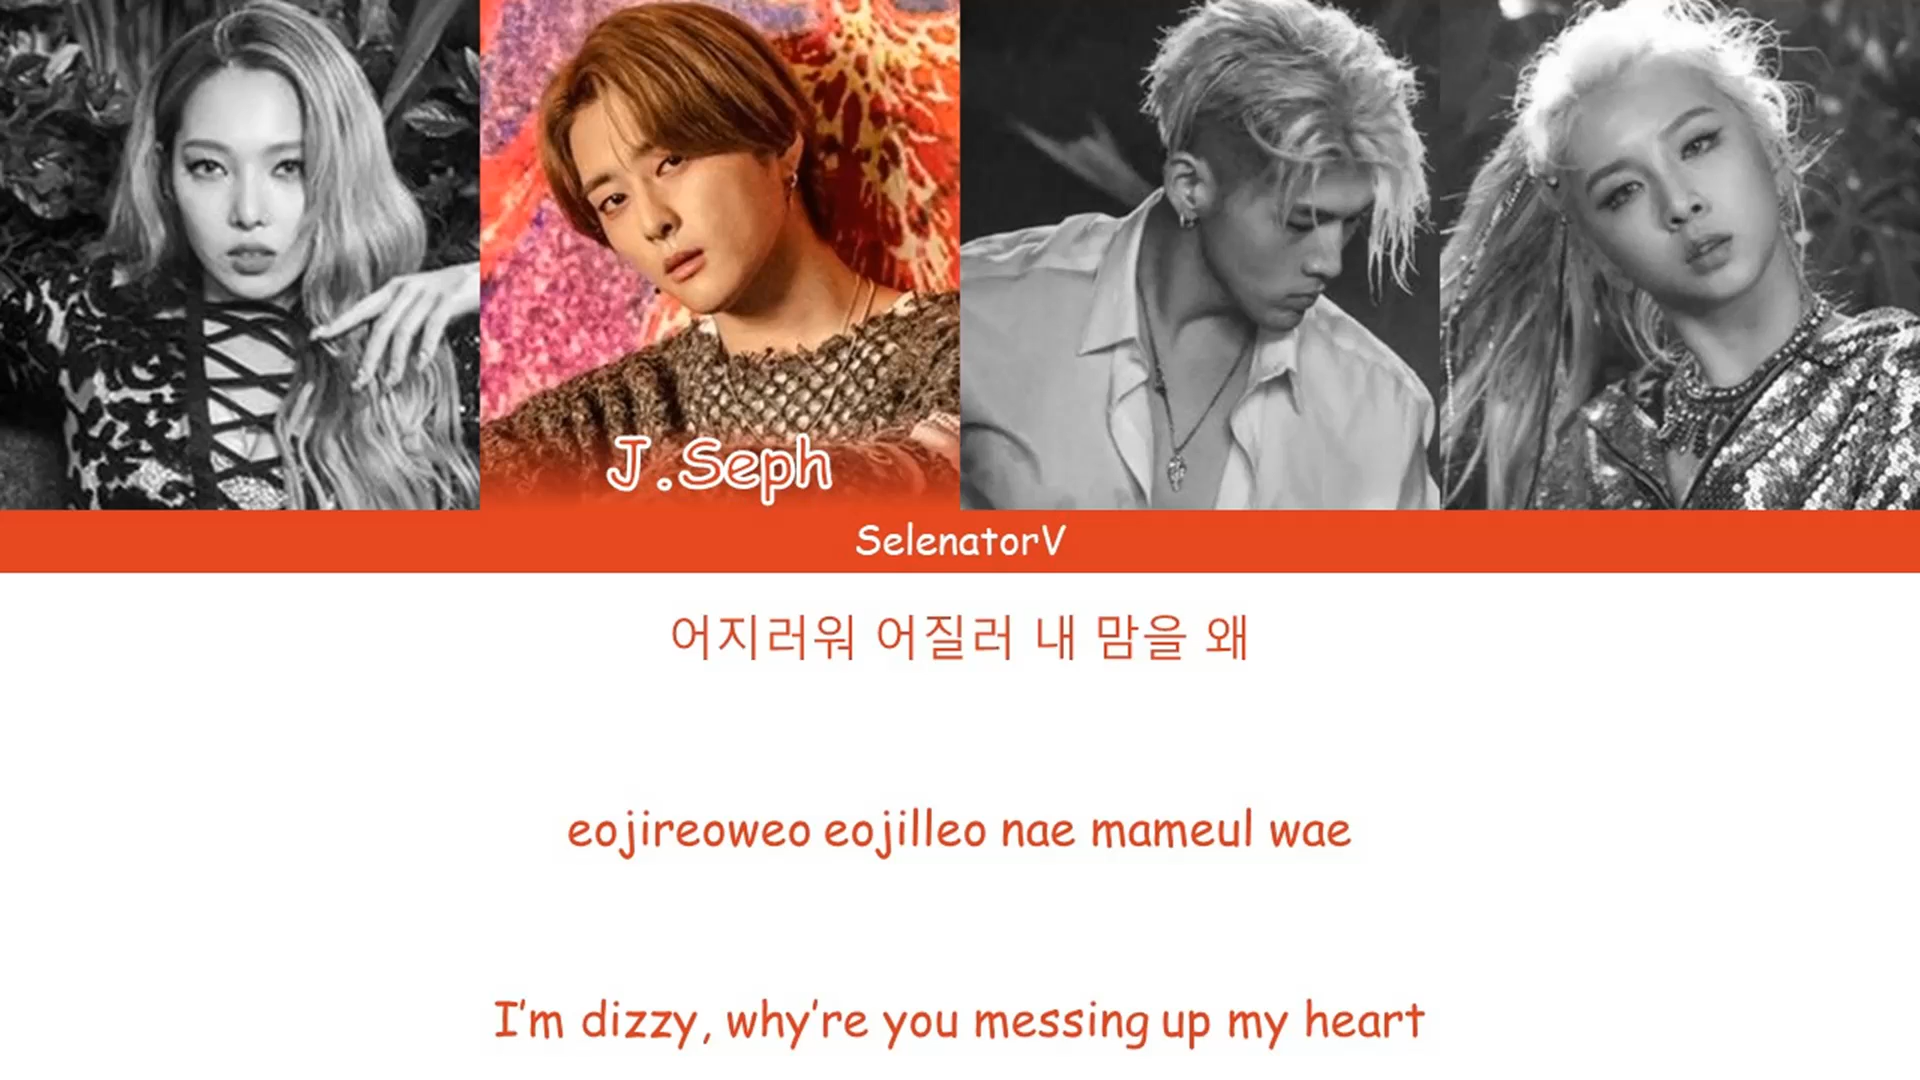 J.Seph
SelenatorV
어지러워 어질러 내 맘을 왜
eojireoweo eojilleo nae mameul wae
I'm dizzy, why're you messing up my heart